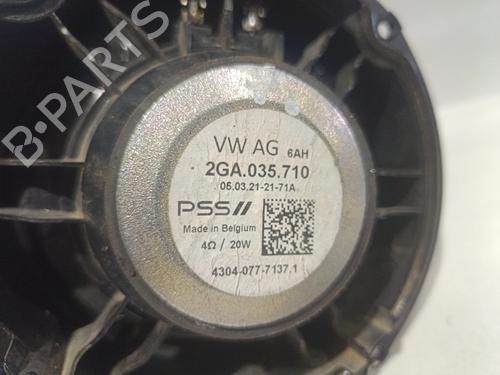 B-PARTS
VW AG 6AH
2GA.035.710
05.03.21-21-71A
PSS//
Made in Belgium
4Ω / 20W
4304-077-7137.1